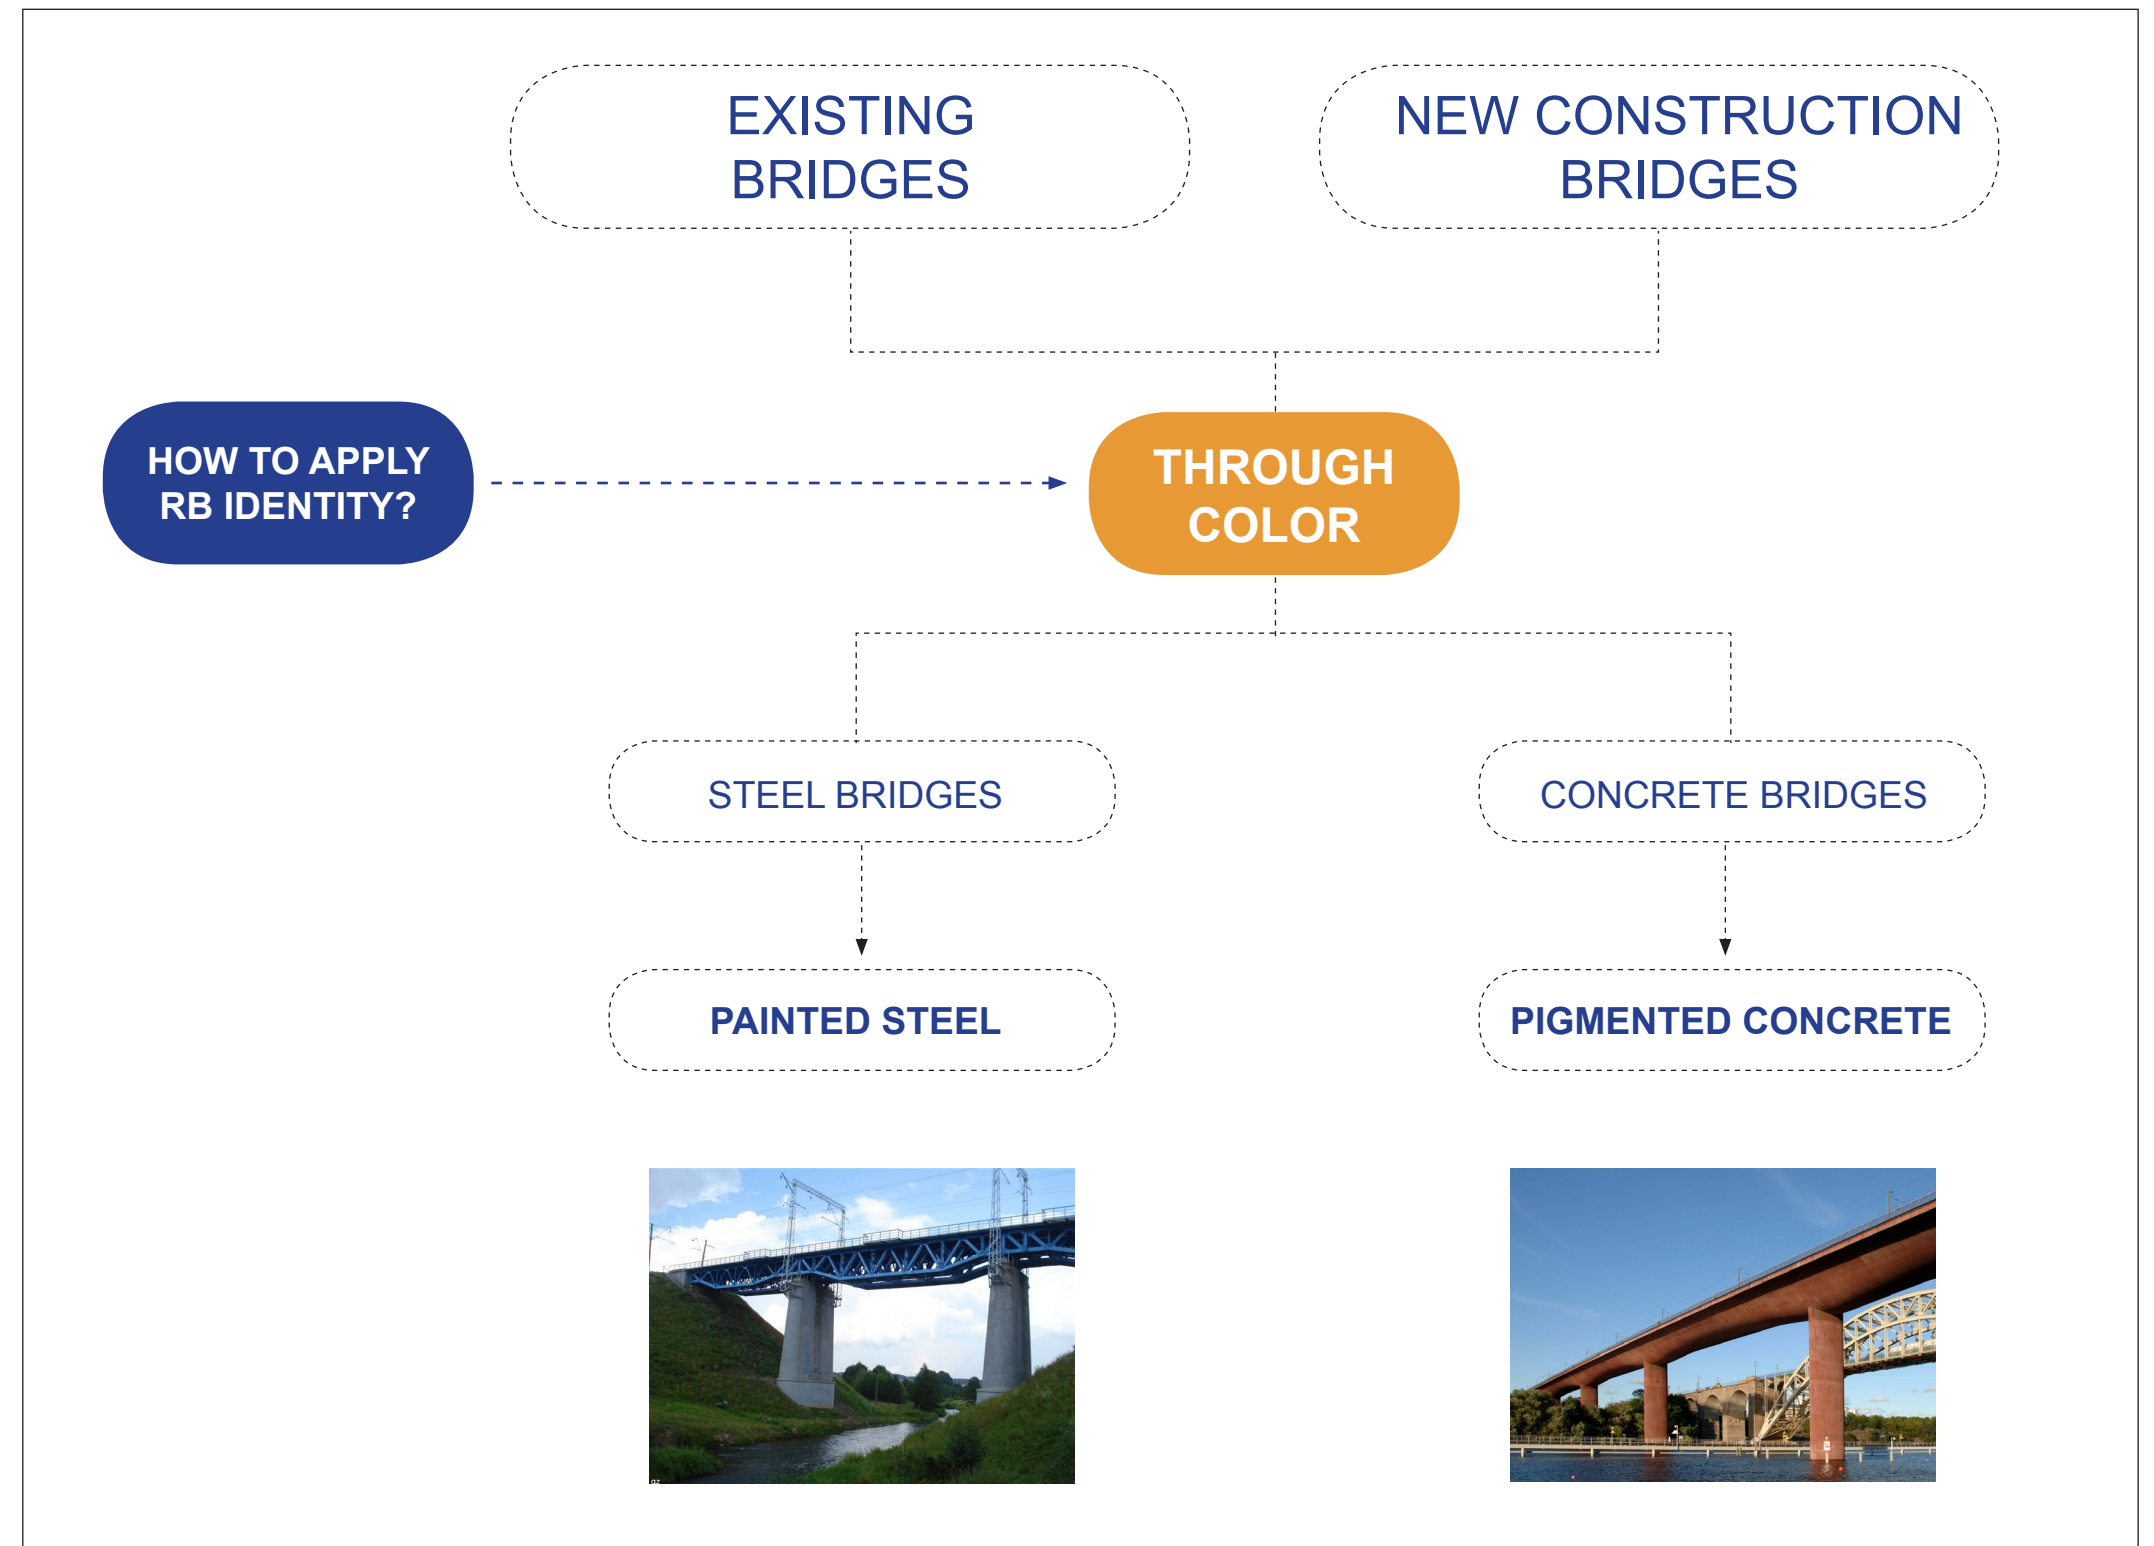 EXISTING
BRIDGES
NEW CONSTRUCTION
BRIDGES
HOW TO APPLY
RB IDENTITY?
THROUGH
COLOR
STEEL BRIDGES
CONCRETE BRIDGES
PAINTED STEEL
PIGMENTED CONCRETE